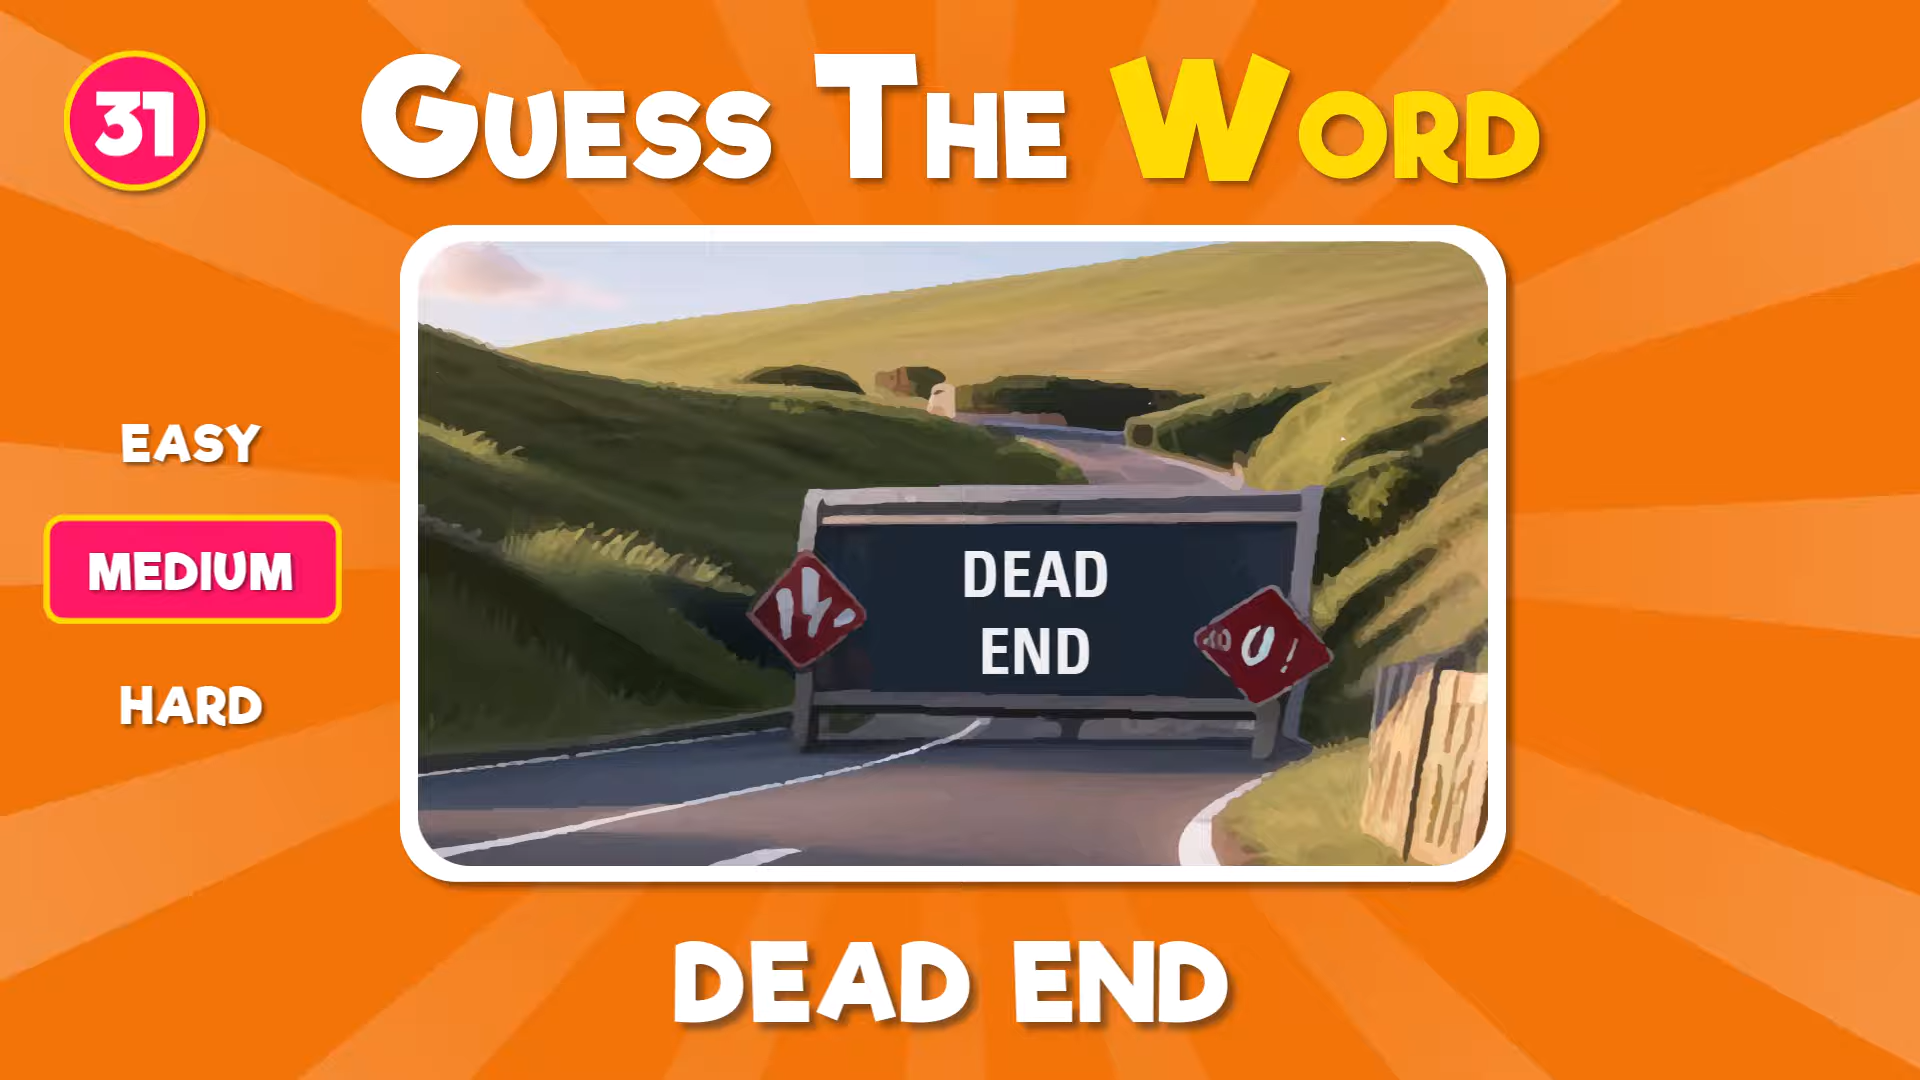 31
GUESS THE WORD
EASY
MEDIUM
HARD
DEAD
END
DEAD END